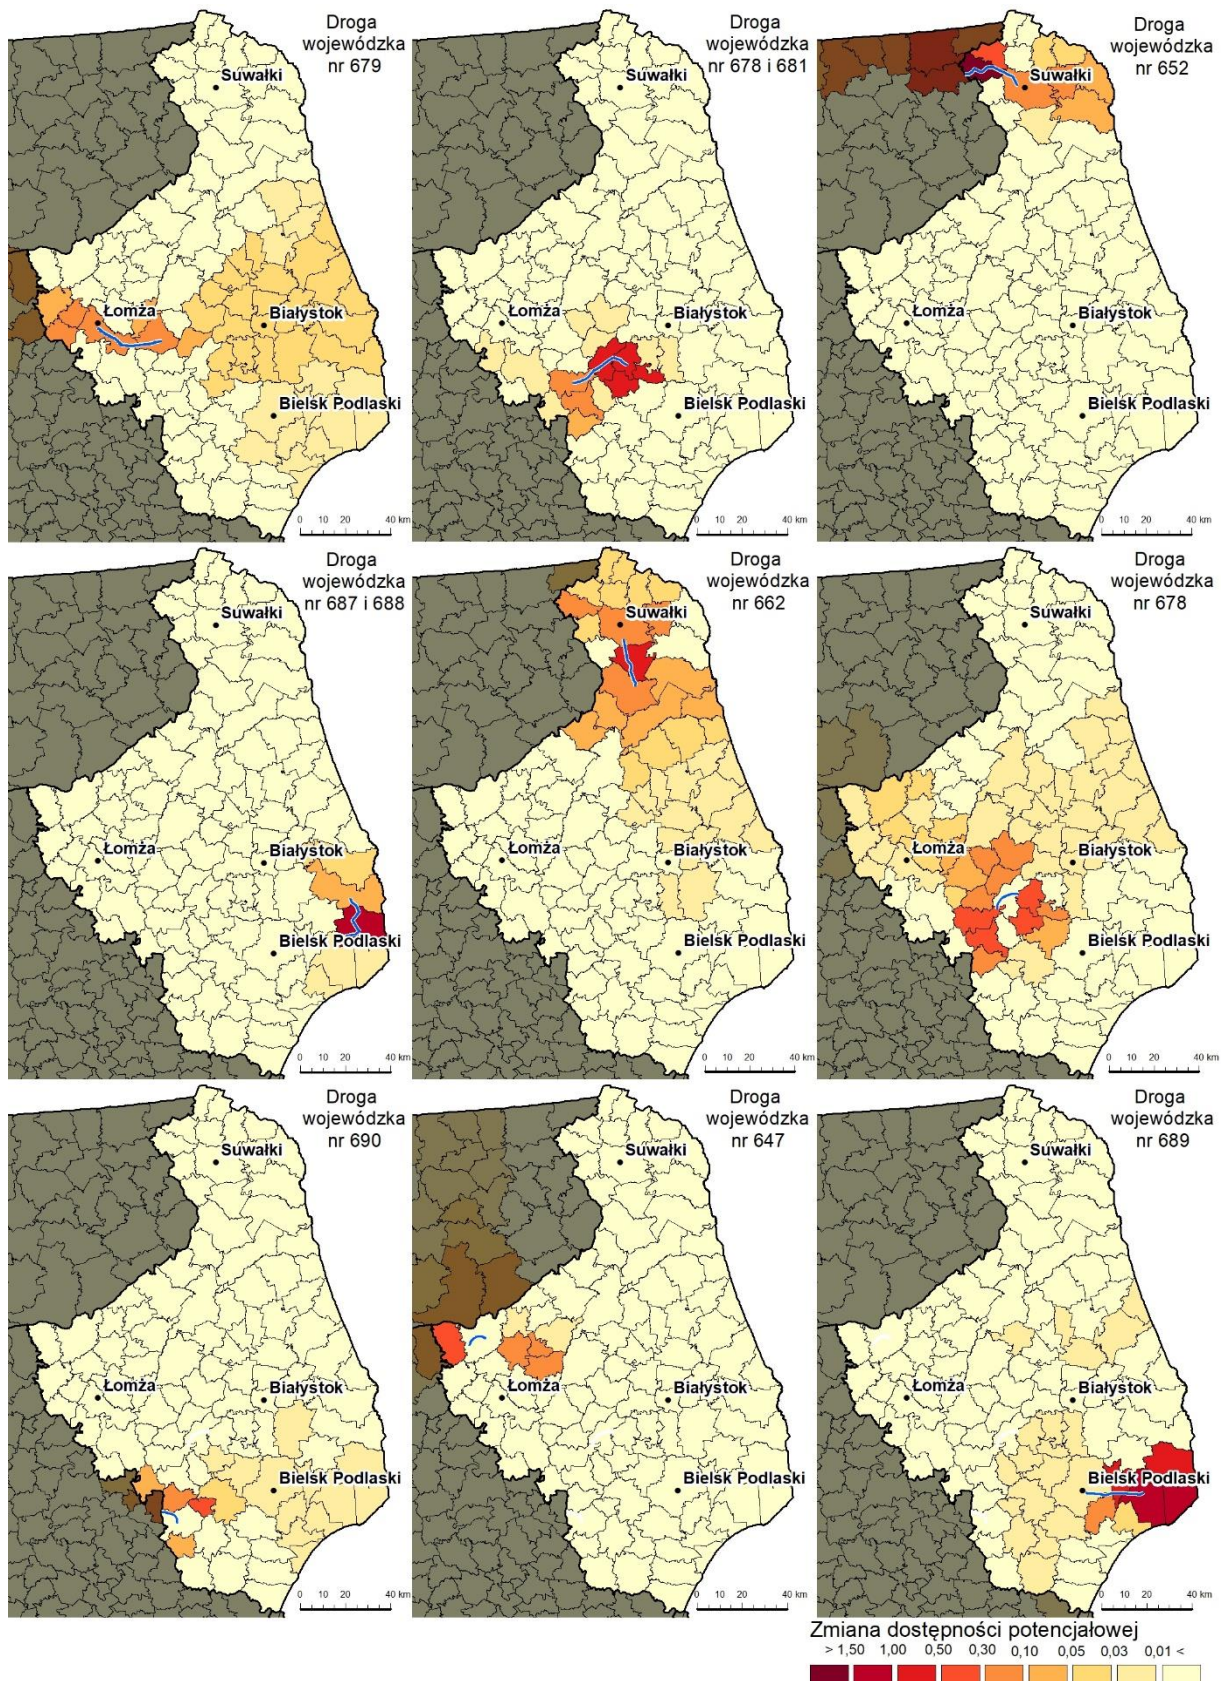 Droga
wojewódzka
nr 679
Suwałki
Łomża
Białystok
Bielsk Podlaski
0 20 40 km
Droga
wojewódzka
nr 678 i 681
Suwałki
Łomża
Białystok
Bielsk Podlaski
0 20 40 km
Droga
wojewódzka
nr 652
Suwałki
Łomża
Białystok
Bielsk Podlaski
0 10 20 40 km
Droga
wojewódzka
nr 687 i 688
Suwałki
Łomża
Białystok
Bielsk Podlaski
0 20 40 km
Droga
wojewódzka
nr 662
Suwałki
Łomża
Białystok
Bielsk Podlaski
0 20 40 km
Droga
wojewódzka
nr 678
Suwałki
Łomża
Białystok
Bielsk Podlaski
0 10 20 40 km
Droga
wojewódzka
nr 690
Suwałki
Łomża
Białystok
Bielsk Podlaski
0 20 40 km
Droga
wojewódzka
nr 647
Suwałki
Łomża
Białystok
Bielsk Podlaski
0 20 40 km
Droga
wojewódzka
nr 689
Suwałki
Łomża
Białystok
Bielsk Podlaski
0 10 20 40 km
Zmiana dostępności potencjałowej
> 1,50 1,00 0,50 0,30 0,10 0,05 0,03 0,01 <